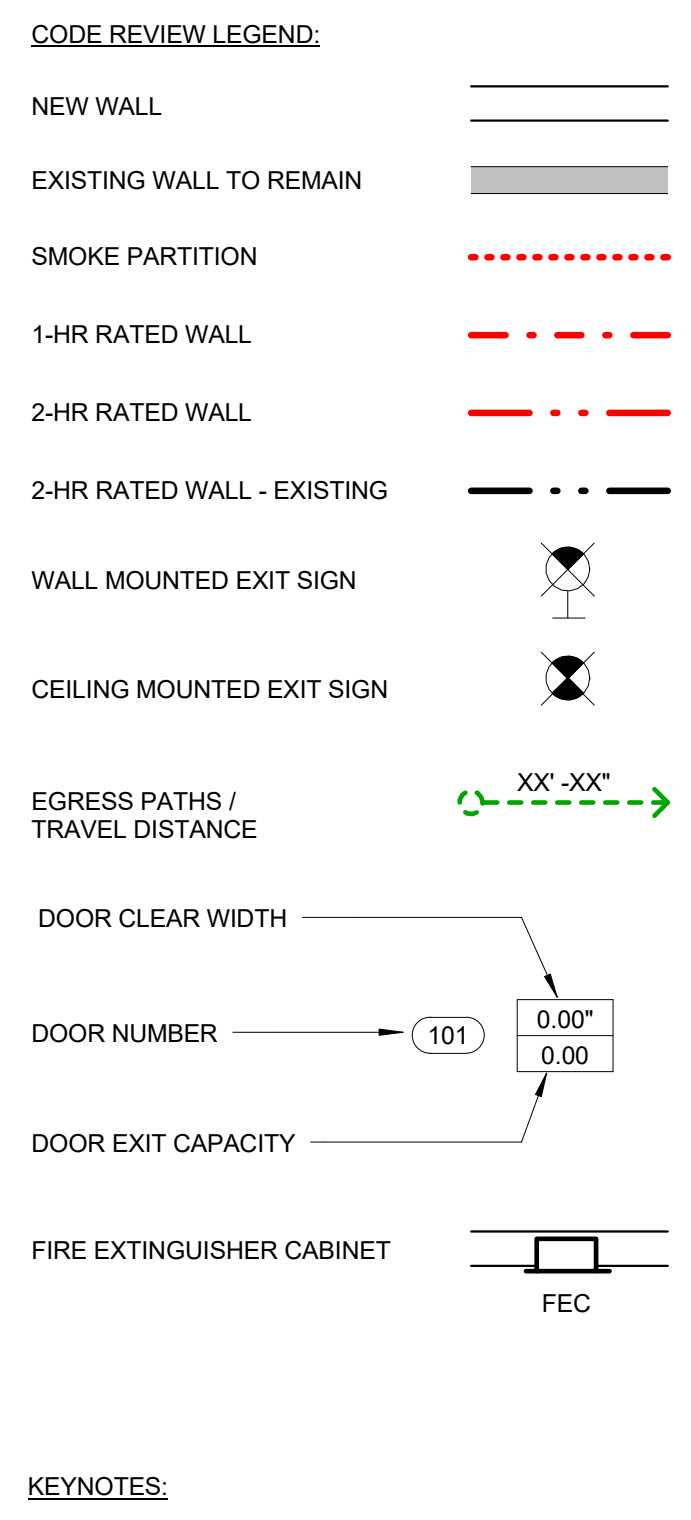 CODE REVIEW LEGEND:
NEW WALL
EXISTING WALL TO REMAIN
SMOKE PARTITION
1-HR RATED WALL
2-HR RATED WALL
2-HR RATED WALL - EXISTING
WALL MOUNTED EXIT SIGN
CEILING MOUNTED EXIT SIGN
XX' -XX"
EGRESS PATHS /
TRAVEL DISTANCE
DOOR CLEAR WIDTH
0.00"
DOOR NUMBER
101
0.00
DOOR EXIT CAPACITY
FIRE EXTINGUISHER CABINET
FEC
KEYNOTES: